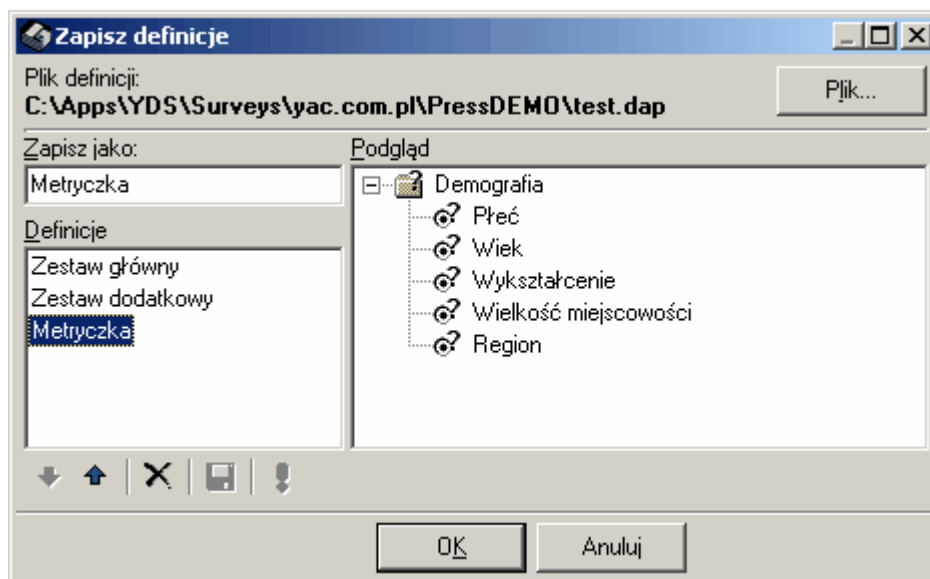 Zapisz definicje
Plik definicji:
C:\Apps\YDS\Surveys\yac.com.pl\PressDEMO\test.dap
Plik...
Zapisz jako:
Metryczka
Definicje
Zestaw główny
Zestaw dodatkowy
Metryczka
Podgląd
Demografia
Płeć
Wiek
Wykształcenie
Wielkość miejscowości
Region
OK
Anuluj